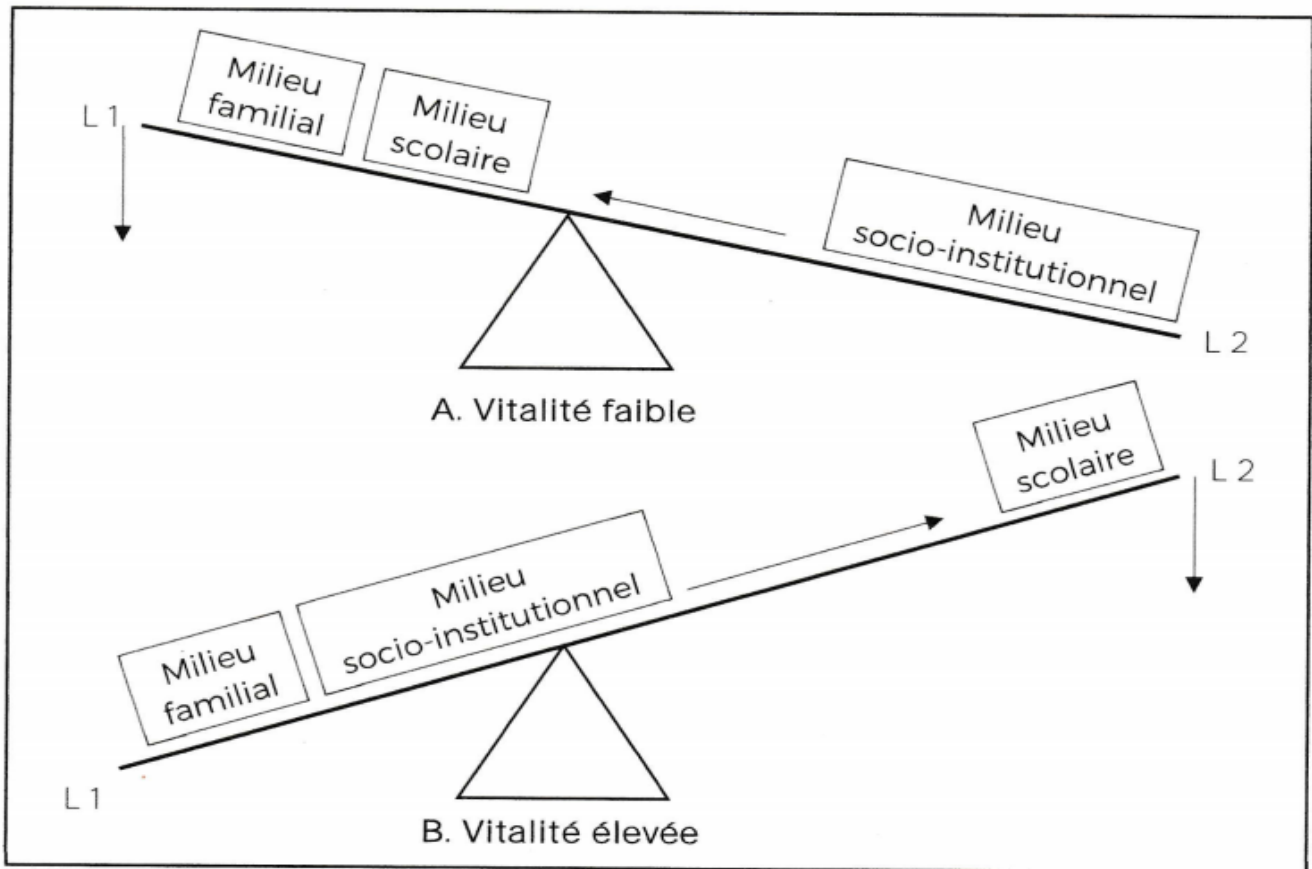 Milieu
familial
Milieu
scolaire
L 1
Milieu
socio-institutionnel
L 2
A. Vitalité faible
Milieu
scolaire
L 2
Milieu
socio-institutionnel
Milieu
familial
L 1
B. Vitalité élevée